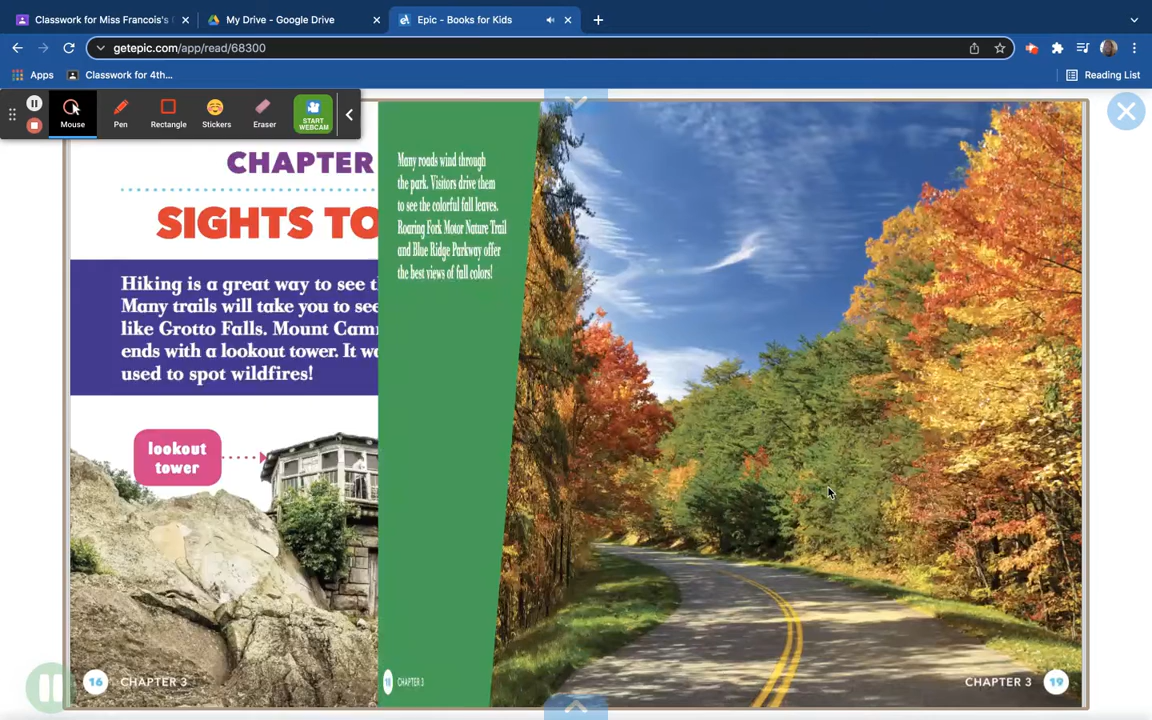 Classwork for Miss Francois's
My Drive - Google Drive
Epic - Books for Kids
getepic.com/app/read/68300
Apps
Classwork for 4th...
Reading List
Mouse
Pen
Rectangle
Stickers
Eraser
START
WEBCAM
CHAPTER
SIGHTS TO
Hiking is a great way to see
Many trails will take you to see
like Grotto Falls. Mount
ends with a lookout tower. It
used to spot wildfires!
lookout
tower
16 CHAPTER 3
Many roads wind through
the park. Visitors drive them
to see the colorful fall leaves.
Roaring Fork Motor Nature Trail
and Blue Ridge Parkway offer
the best views of fall colors!
18 CHAPTER 3
CHAPTER 3 19